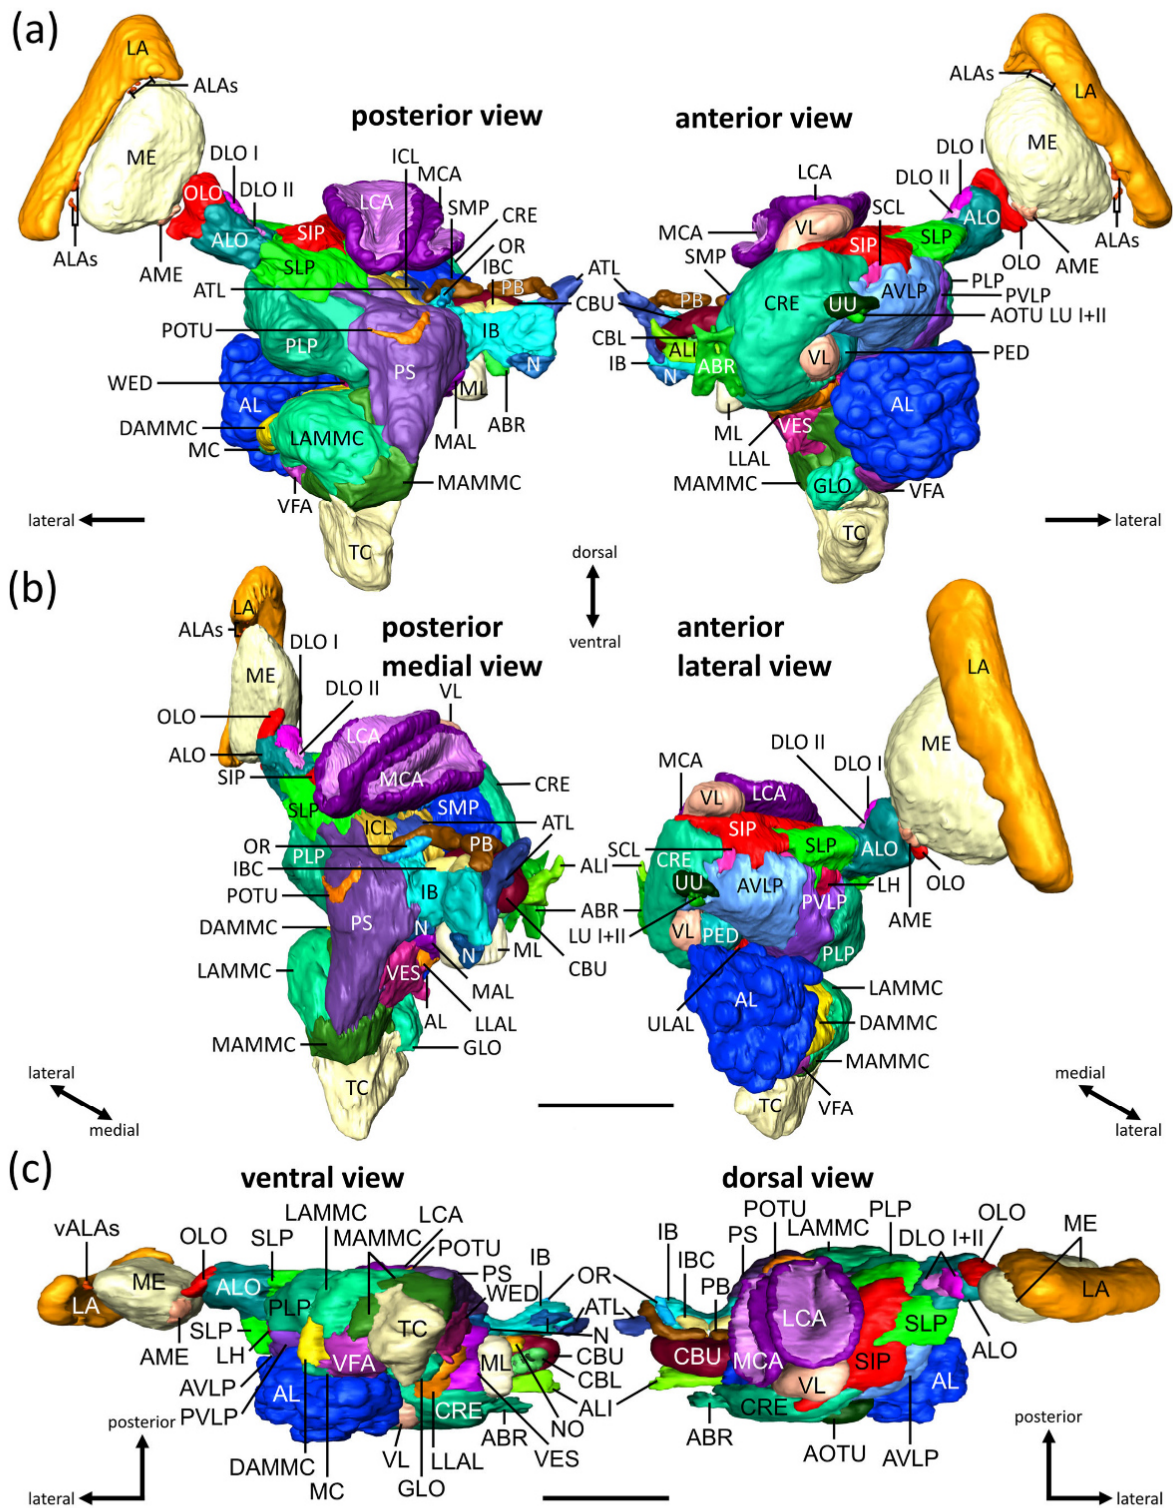 (a)
posterior view
LA
ALAs
ME
DLO I
DLO II
OLO
ALO
ALAs
AME
SIP
SLP
LCA
ICL
MCA
SMP
CRE
OR
IBC
PB
ATL
ATL
CBU
POTU
PLP
PS
IB
N
WED
AL
DAMMC
MC
LAMMC
VFA
MAL
ML
ABR
MAMMC
TC
lateral
anterior view
ALAs
LA
ME
DLO I
DLO II
LCA
SCL
MCA
VL
SIP
SLP
ALO
OLO
AME
ALAs
SMP
PB
CRE
UU
AVLP
PLP
PVLP
AOTU LU I+II
CBL
ALI
ABR
IB
N
VL
PED
ML
AL
VES
LLAL
MAMMC
GLO
VFA
TC
lateral
dorsal
ventral
(b)
posterior
medial view
LA
ALAs
DLO I
ME
DLO II
VL
OLO
LCA
ALO
SIP
MCA
CRE
SLP
SMP
ICL
ATL
OR
PB
PLP
IBC
ALI
IB
POTU
ABR
PS
DAMMC
N
LU I+II
N
ML
CBU
LAMMC
VES
MAL
AL
LLAL
MAMMC
GLO
TC
lateral
medial
anterior
lateral view
LA
ME
DLO II
MCA
DLO I
VL
LCA
SIP
SCL
SLP
ALO
CRE
OLO
UU
AVLP
LH
PVLP
AME
VL
PED
PLP
AL
LAMMC
ULAL
DAMMC
MAMMC
TC
VFA
medial
lateral
(c)
ventral view
LAMMC
LCA
vALAs
OLO
SLP
MAMMC
POTU
PS
IB
OR
ME
ALO
WED
ATL
LA
PLP
TC
N
SLP
AME
LH
ML
CBU
VFA
CBL
AVLP
AL
ALI
PVLP
CRE
NO
posterior
ABR
VL
LLAL
VES
DAMMC
MC
GLO
lateral
dorsal view
POTU
PLP
LAMMC
OLO
IB
PS
DLO I+II
ME
IBC
PB
LA
LCA
SLP
CBU
MCA
SIP
ALO
VL
AL
CRE
ABR
AOTU
AVLP
posterior
lateral